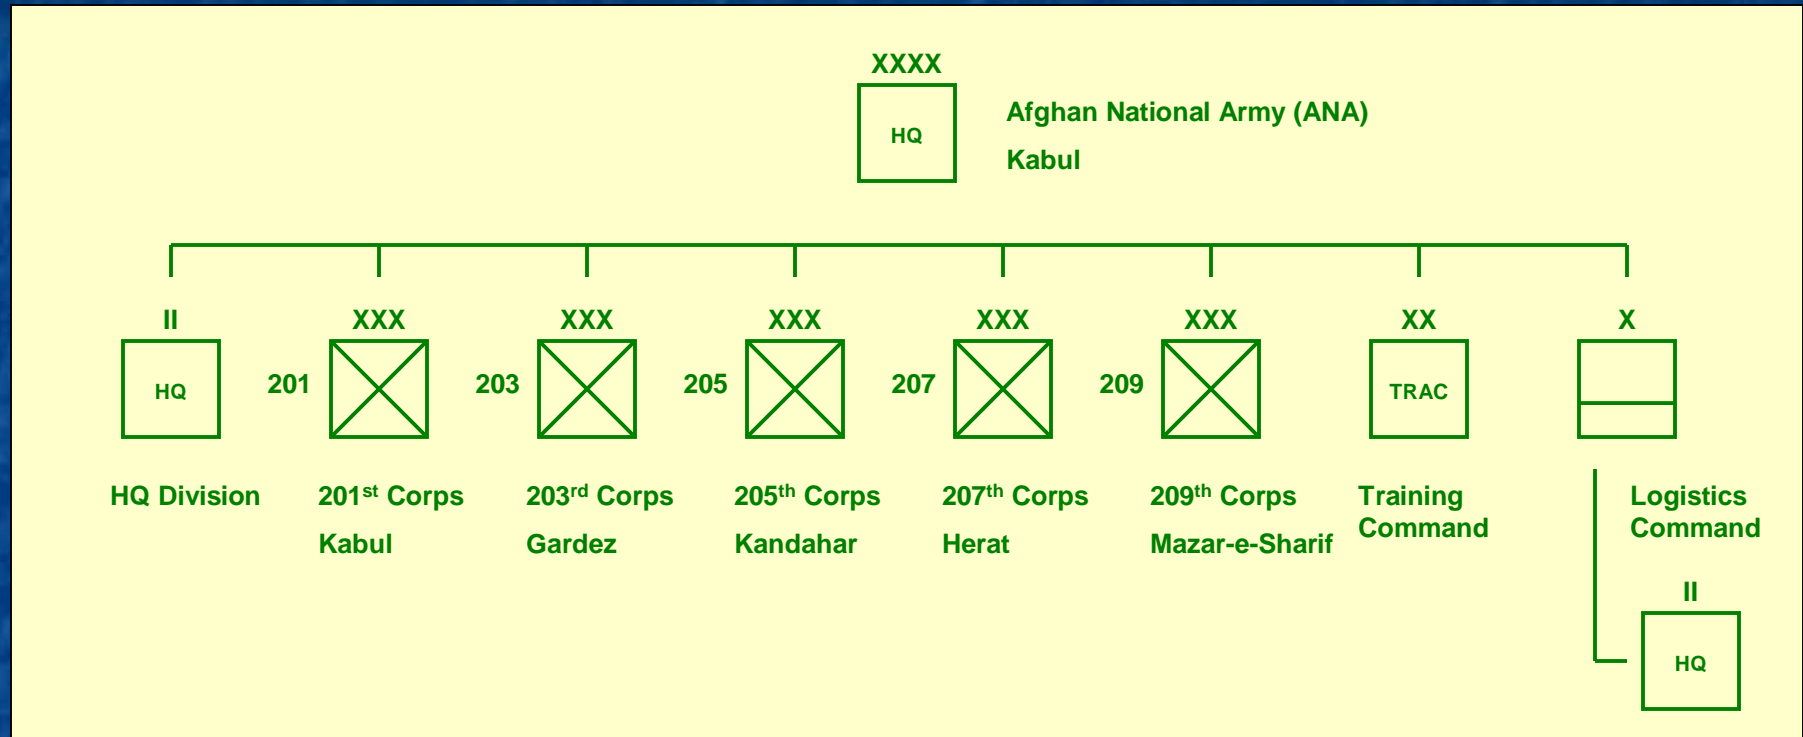 XXXX
HQ
Afghan National Army (ANA)
Kabul
II
HQ
HQ Division
XXX
201
201st Corps
Kabul
XXX
203
203rd Corps
Gardez
XXX
205
205th Corps
Kandahar
XXX
207
207th Corps
Herat
XXX
209
209th Corps
Mazar-e-Sharif
XX
TRAC
Training
Command
X
Logistics
Command
II
HQ